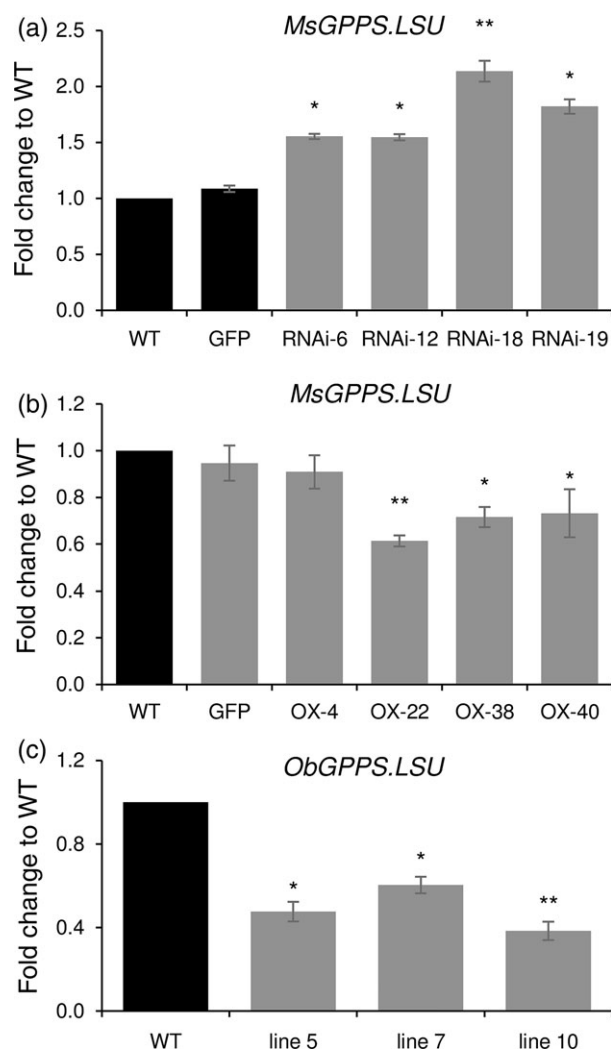 (a)
MsGPPS.LSU
Fold change to WT
2.5
2.0
1.5
1.0
0.5
0.0
* * ** *
WT GFP RNAi-6 RNAi-12 RNAi-18 RNAi-19
(b)
MsGPPS.LSU
Fold change to WT
1.2
1.0
0.8
0.6
0.4
0.2
0.0
** * *
WT GFP OX-4 OX-22 OX-38 OX-40
(c)
ObGPPS.LSU
Fold change to WT
1.2
0.8
0.4
0.0
* * **
WT line 5 line 7 line 10